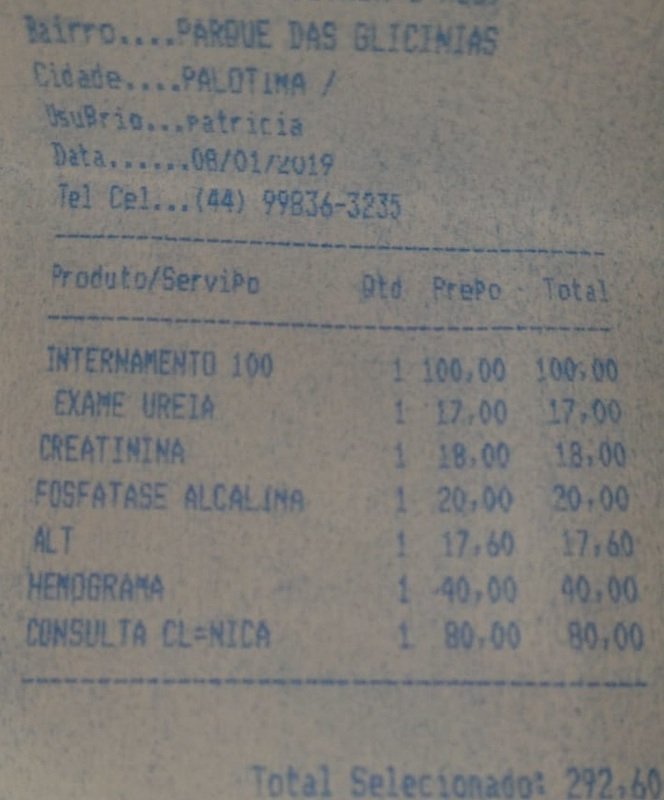 Bairro....PARQUE DAS GLICINIAS
Cidade....PALOTINA /
UsuBrio...patricia
Data......08/01/2019
Tel Cel...(44) 99836-3235
Produto/ServiPo Qtd PrePo - Total
INTERNAMENTO 100 1 100,00 100,00
EXAME UREIA 1 17,00 17,00
CREATININA 1 18,00 18,00
FOSFATASE ALCALINA 1 20,00 20,00
ALT 1 17,60 17,60
HEMOGRAMA 1 40,00 40,00
CONSULTA CL=NICA 1 80,00 80,00
Total Selecionado: 292,60